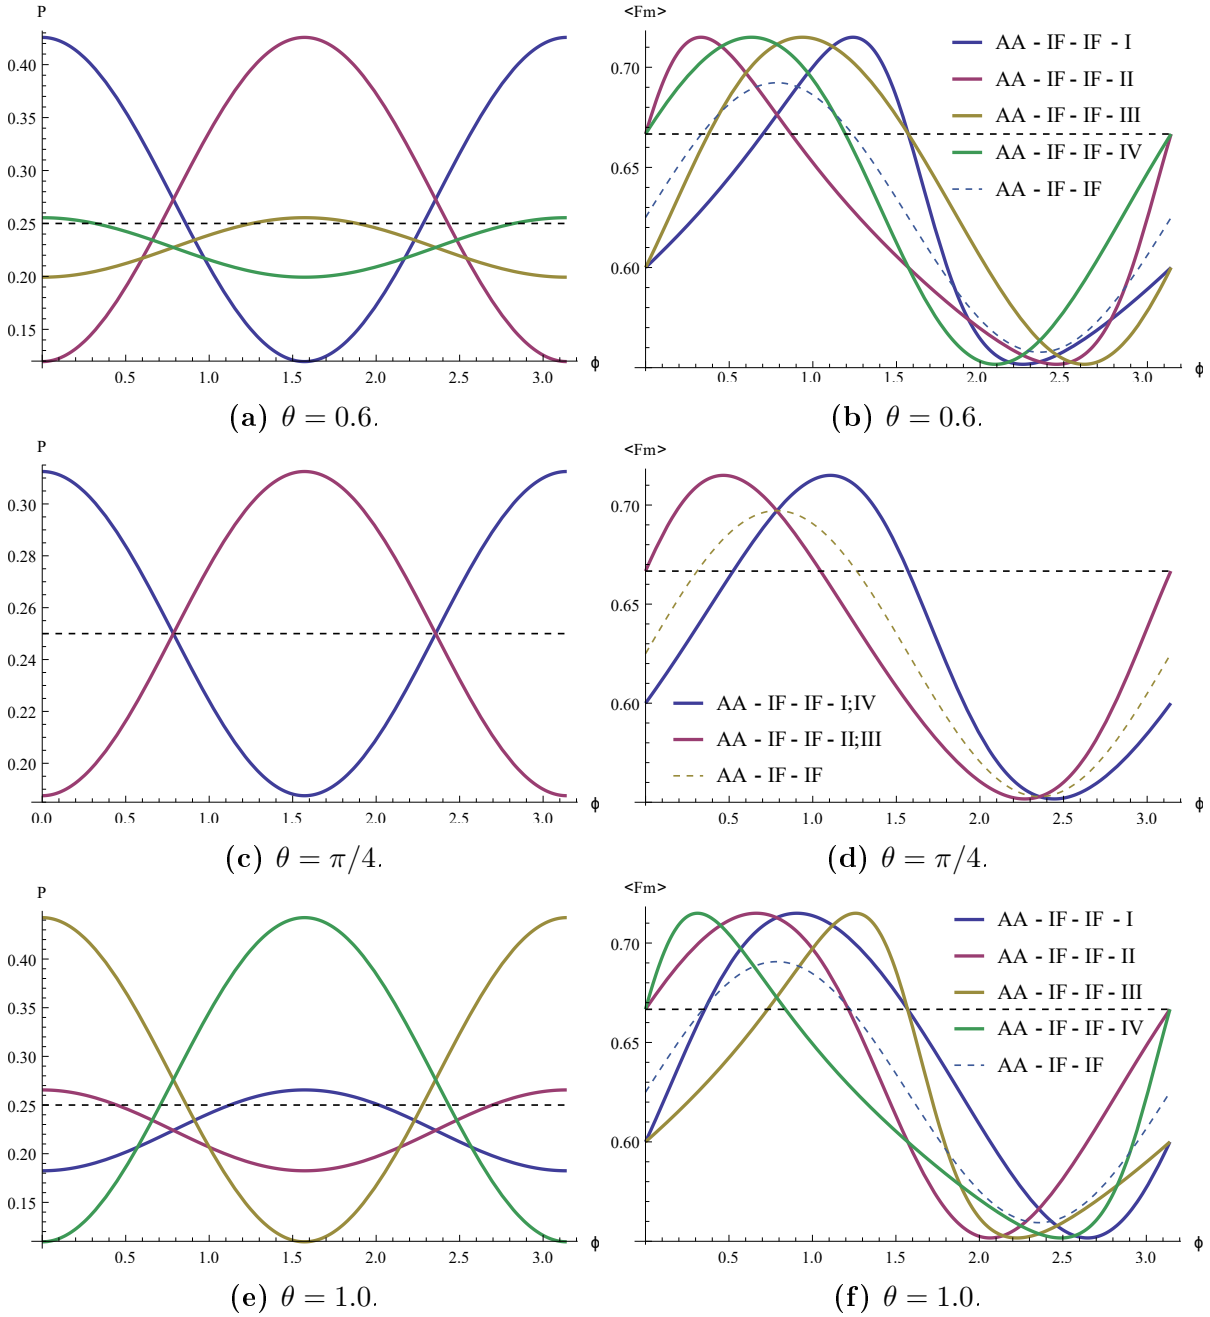 P
0.40
0.35
0.30
0.25
0.20
0.15
0.5 1.0 1.5 2.0 2.5 3.0 ϕ
(a) θ = 0.6.
<Fm>
0.70
0.65
0.60
0.5 1.0 1.5 2.0 2.5 3.0 ϕ
AA - IF - IF - I
AA - IF - IF - II
AA - IF - IF - III
AA - IF - IF - IV
AA - IF - IF
(b) θ = 0.6.
P
0.30
0.28
0.26
0.24
0.22
0.20
0.0 0.5 1.0 1.5 2.0 2.5 3.0 ϕ
(c) θ = π/4.
<Fm>
0.70
0.65
0.60
0.5 1.0 1.5 2.0 2.5 3.0 ϕ
AA - IF - IF - I;IV
AA - IF - IF - II;III
AA - IF - IF
(d) θ = π/4.
P
0.40
0.35
0.30
0.25
0.20
0.15
0.5 1.0 1.5 2.0 2.5 3.0 ϕ
(e) θ = 1.0.
<Fm>
0.70
0.65
0.60
0.5 1.0 1.5 2.0 2.5 3.0 ϕ
AA - IF - IF - I
AA - IF - IF - II
AA - IF - IF - III
AA - IF - IF - IV
AA - IF - IF
(f) θ = 1.0.